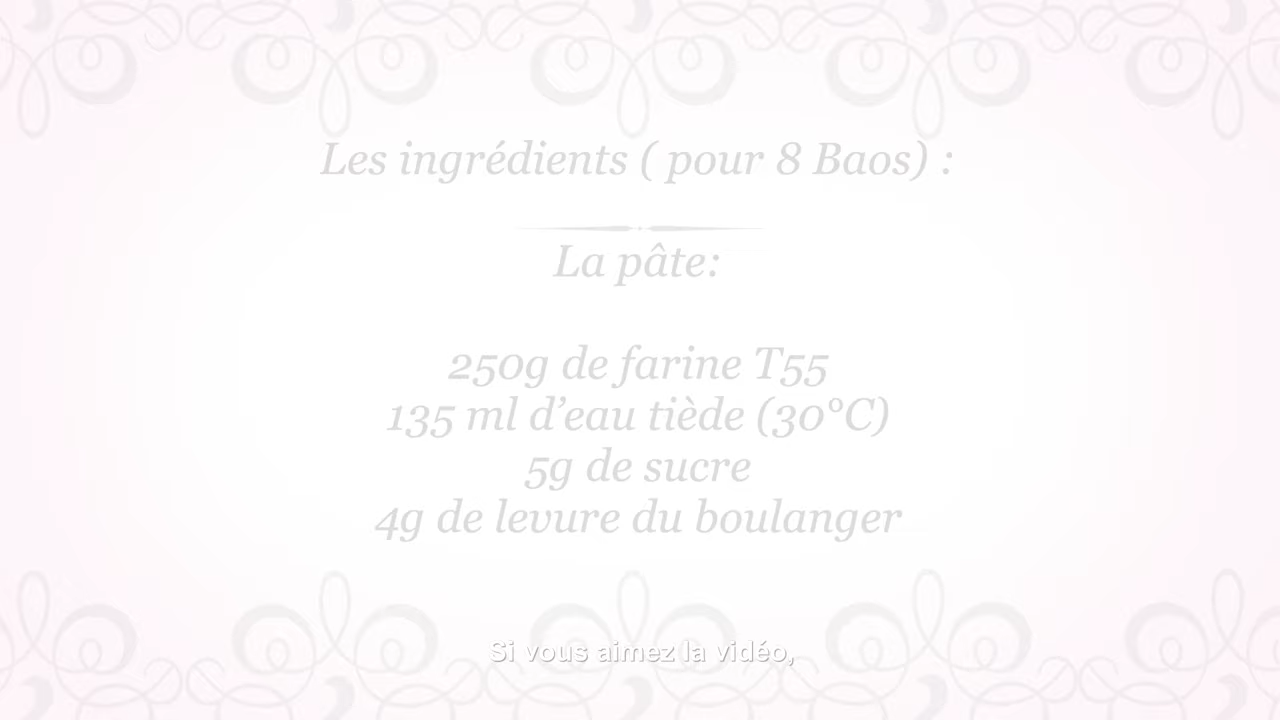 Les ingrédients ( pour 8 Baos) :
La pâte:
250g de farine T55
135 ml d’eau tiède (30°C)
5g de sucre
4g de levure du boulanger
Si vous aimez la vidéo,